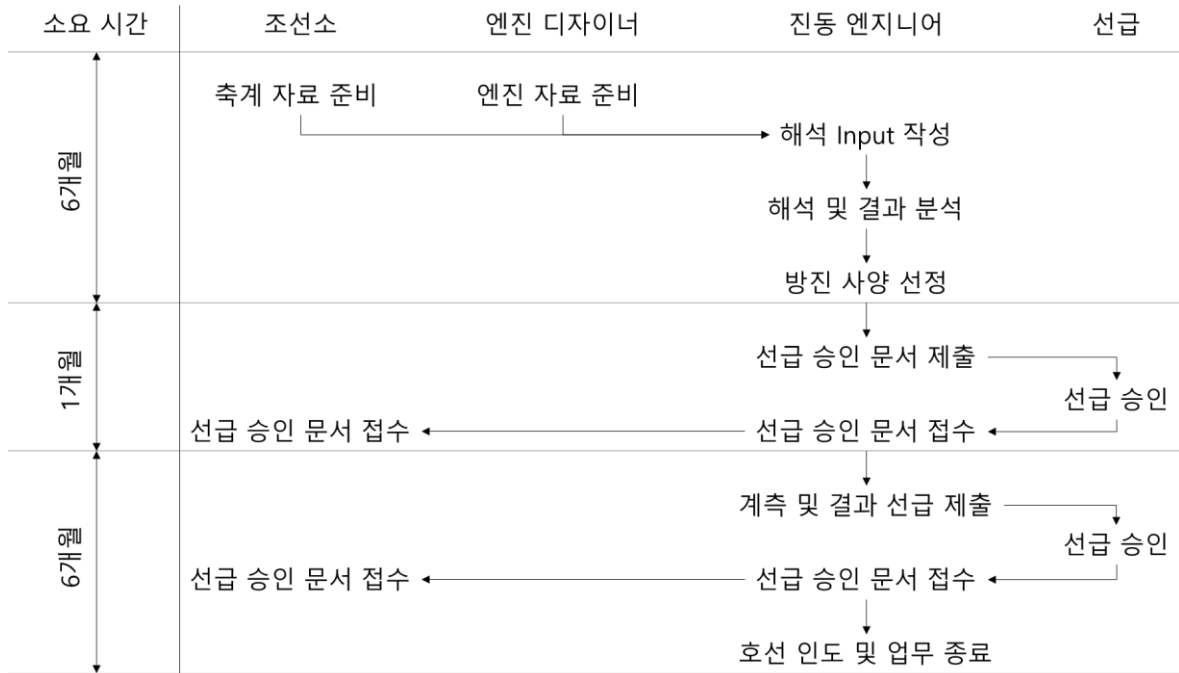 소요 시간 조선소 엔진 디자이너 진동 엔지니어 선급
축계 자료 준비 엔진 자료 준비
해석 Input 작성
6개월
해석 및 결과 분석
방진 사양 선정
선급 승인 문서 제출
1개월
선급 승인
선급 승인 문서 접수 선급 승인 문서 접수
계측 및 결과 선급 제출
6개월
선급 승인
선급 승인 문서 접수 선급 승인 문서 접수
호선 인도 및 업무 종료